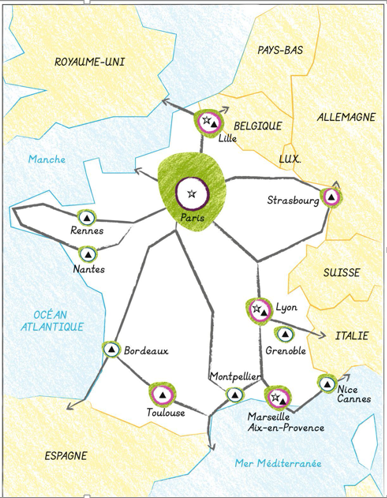 ROYAUME-UNI
PAYS-BAS
ALLEMAGNE
BELGIQUE
Lille
Manche
LUX.
Strasbourg
Paris
Rennes
Nantes
SUISSE
OCÉAN
ATLANTIQUE
Lyon
ITALIE
Grenoble
Bordeaux
Montpellier
Nice
Cannes
Toulouse
Marseille
Aix-en-Provence
ESPAGNE
Mer Méditerranée